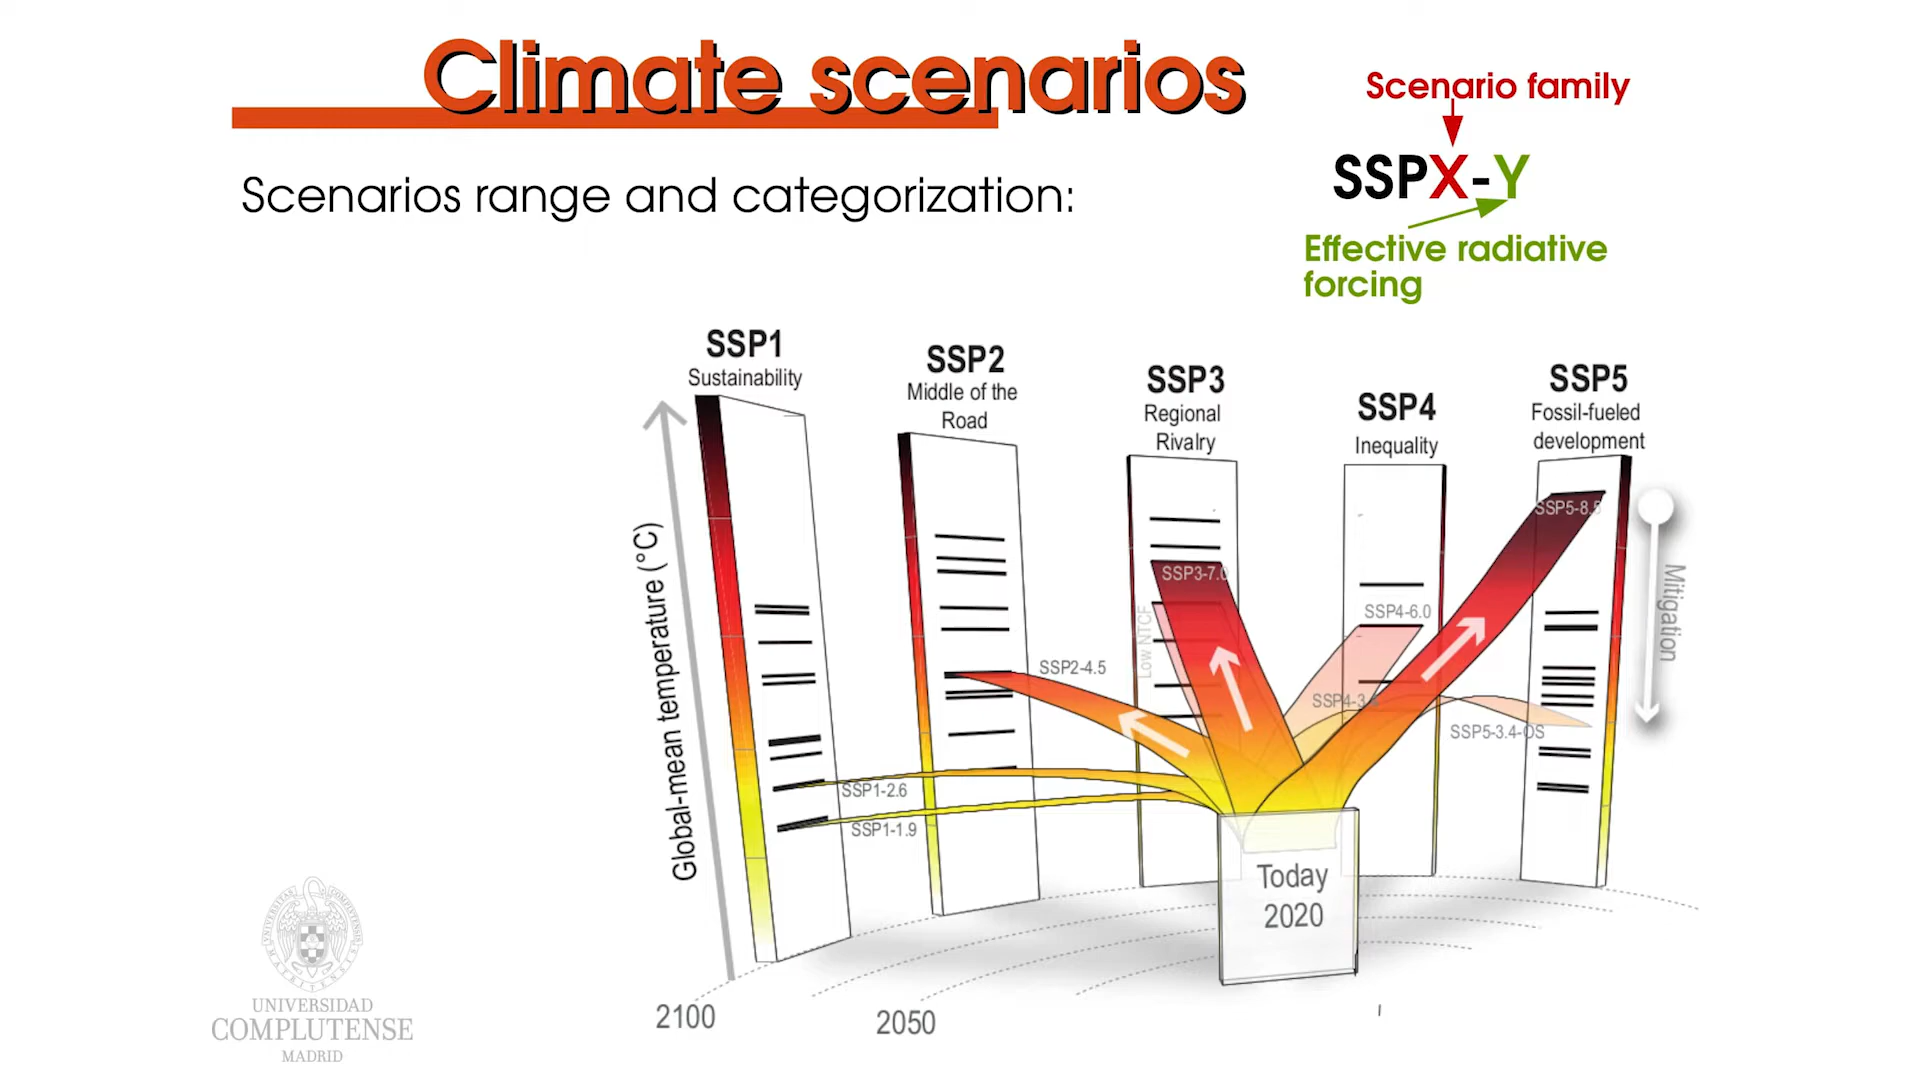 Climate scenarios
Scenario family
SSPX-Y
Effective radiative
forcing
Scenarios range and categorization:
SSP1
Sustainability
SSP2
Middle of the
Road
SSP3
Regional
Rivalry
SSP4
Inequality
SSP5
Fossil-fueled
development
Global-mean temperature (°C)
SSP5-8.5
SSP3-7.0
Low NTCF
SSP4-6.0
Mitigation
SSP2-4.5
SSP4-3.4
SSP5-3.4-OS
SSP1-2.6
SSP1-1.9
Today
2020
2100
2050
UNIVERSIDAD
COMPLUTENSE
MADRID